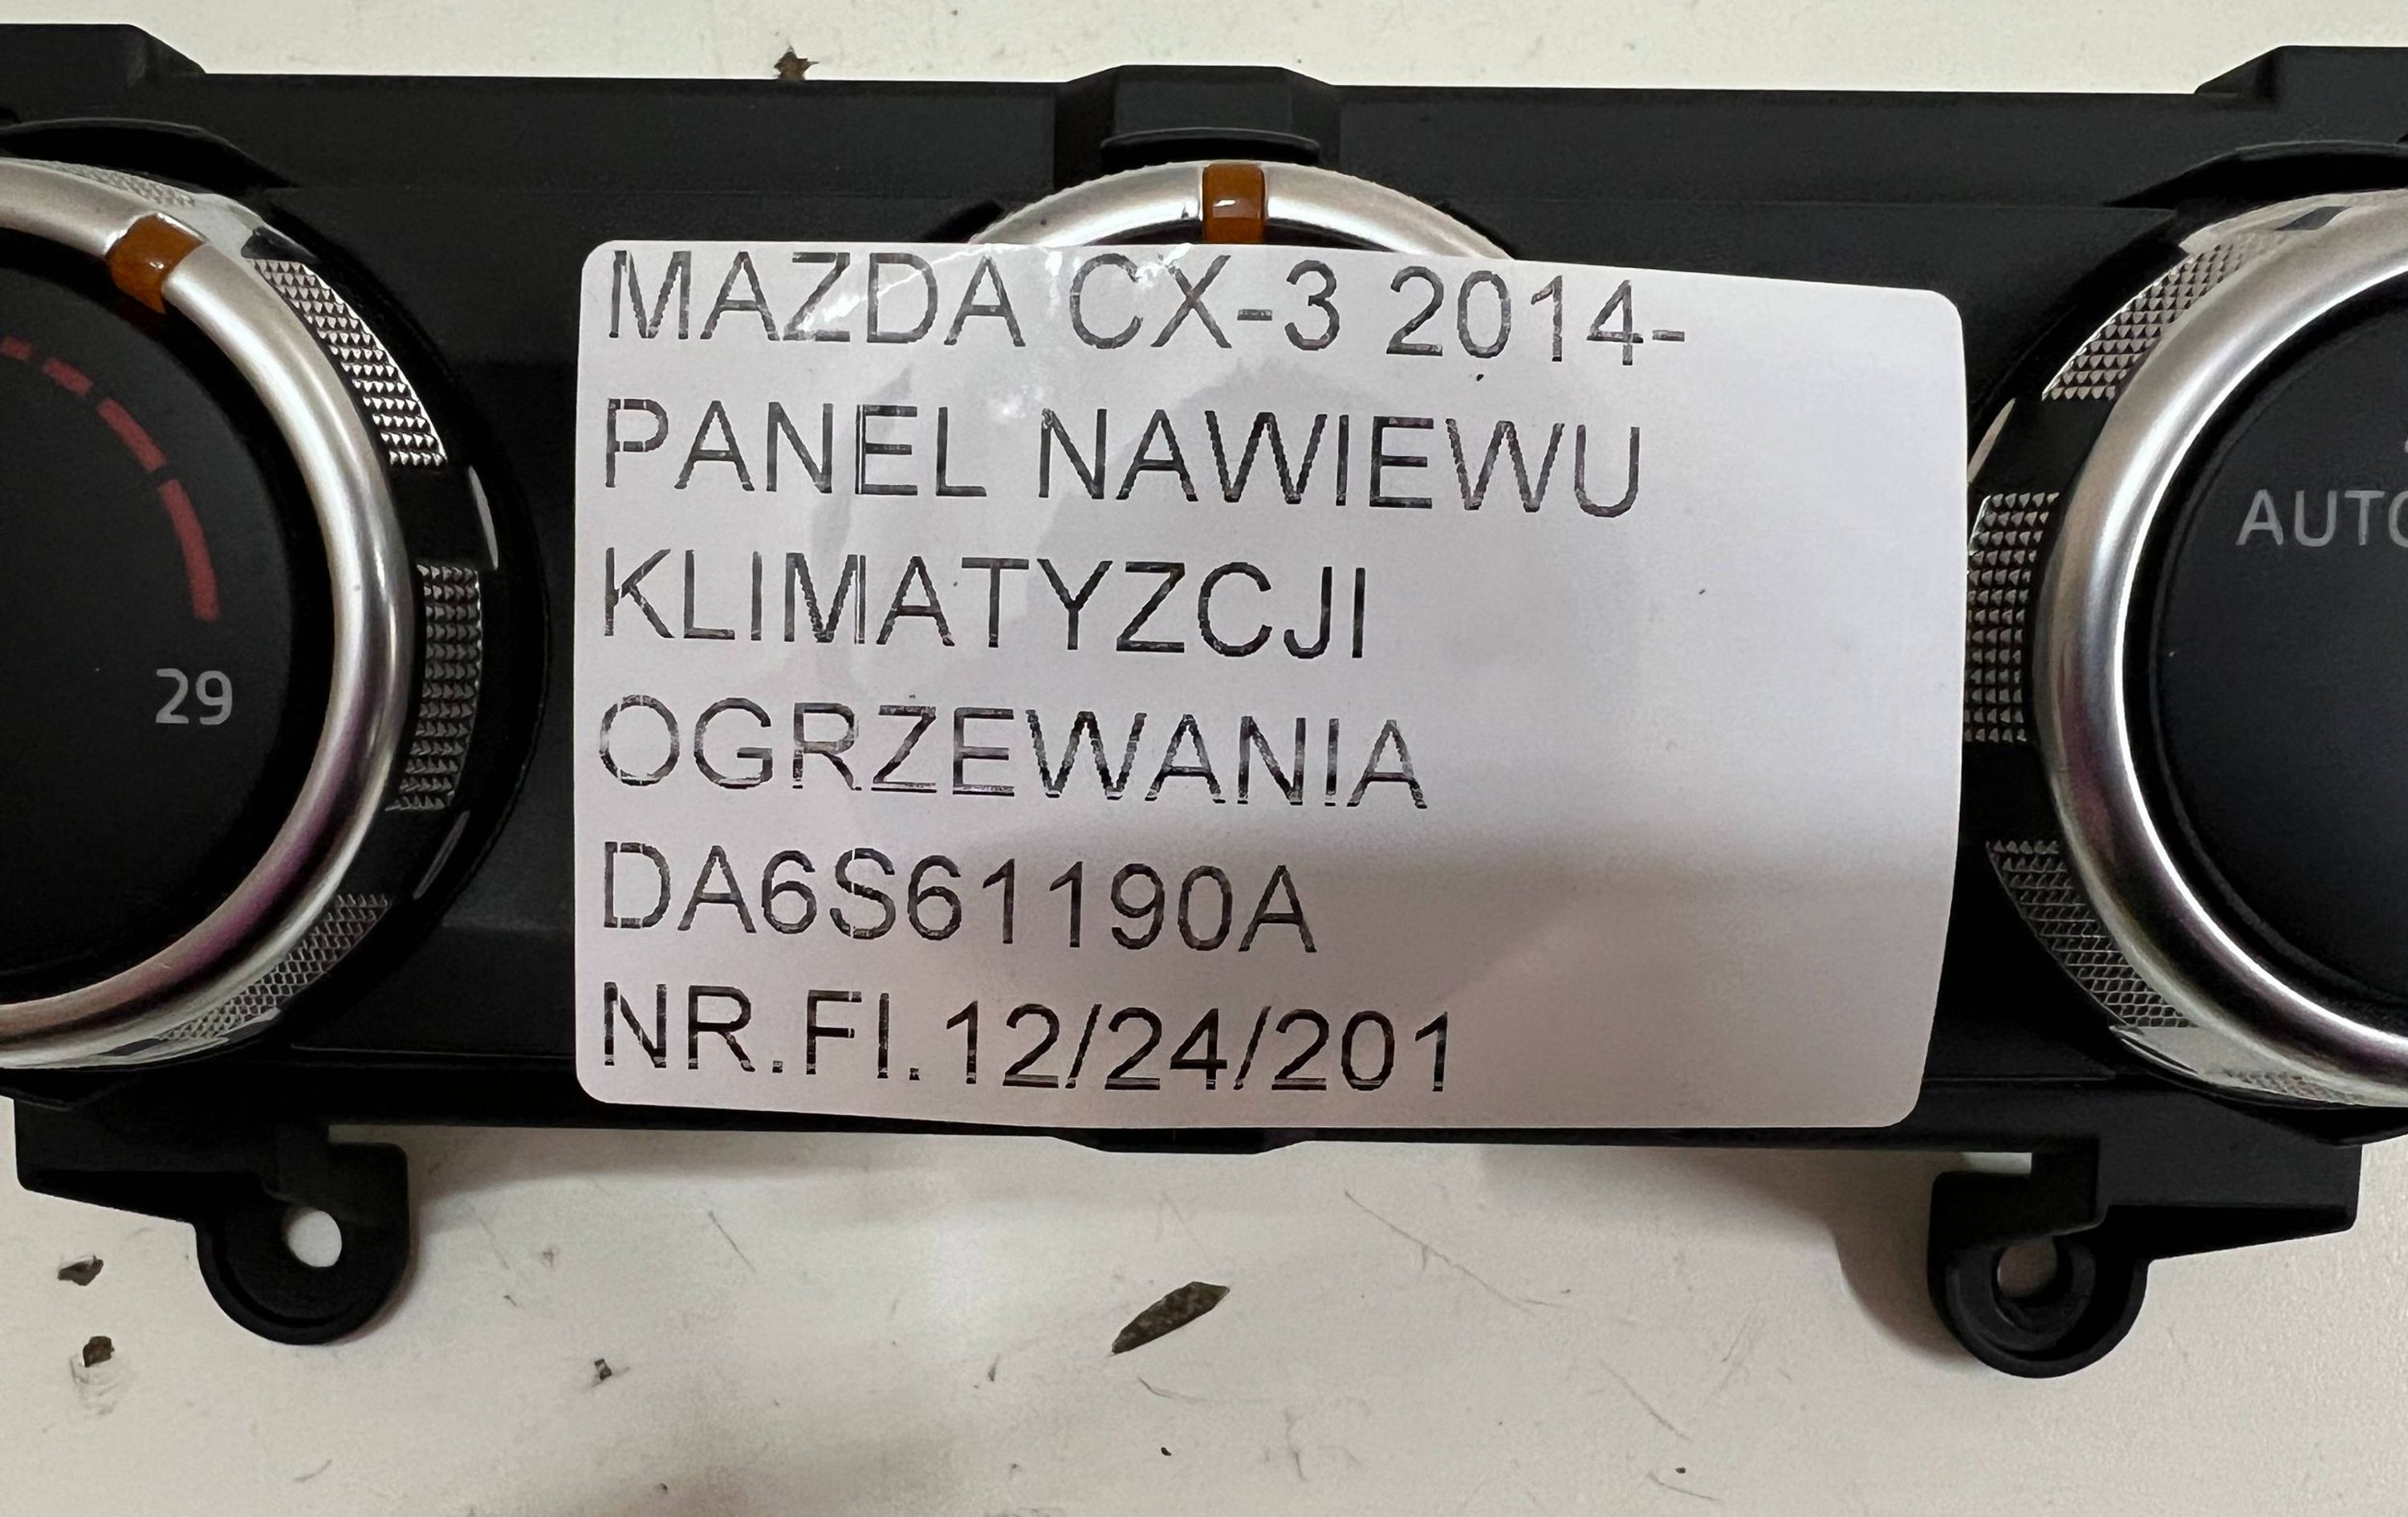 MAZDA CX-3 2014-
PANEL NAWIEWU
KLIMATYZCJI
OGRZEWANIA
DA6S61190A
NR.FI.12/24/201
29
AUTO